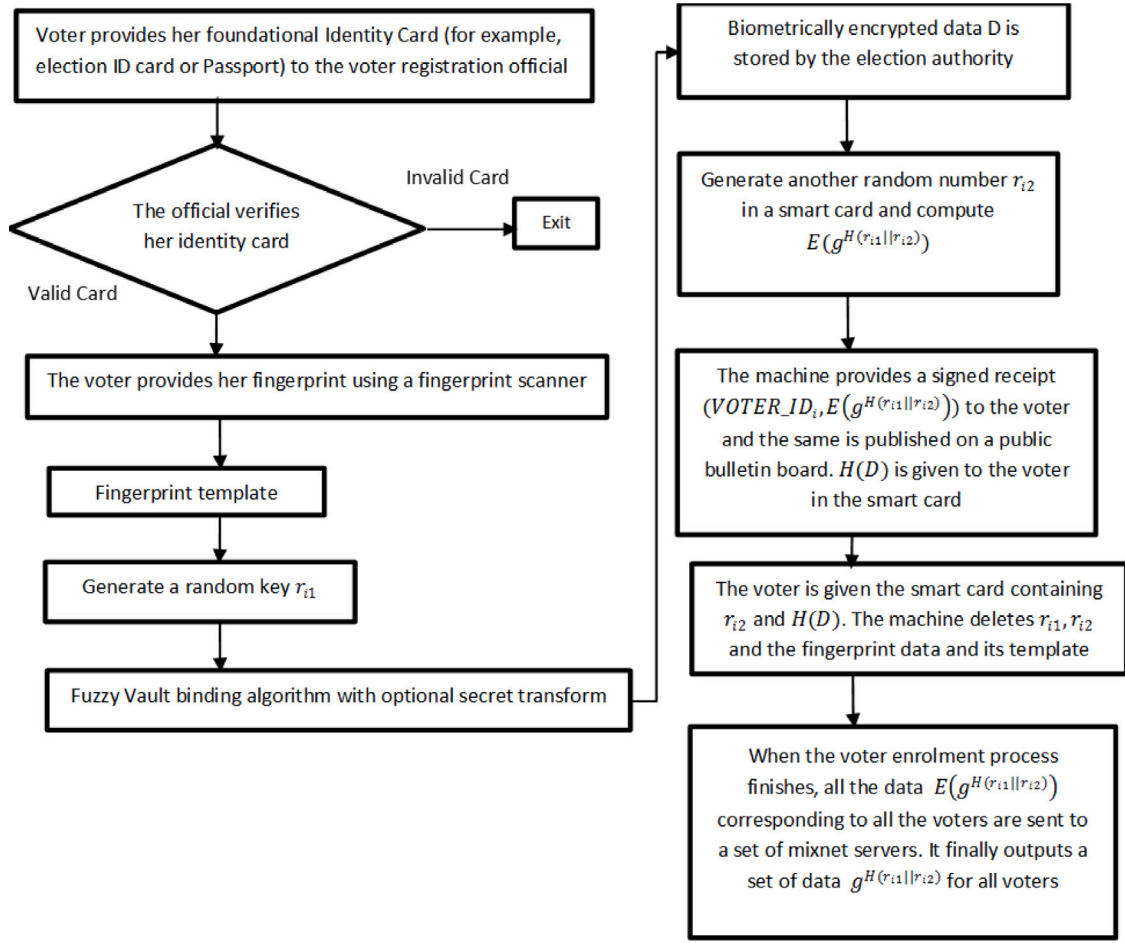 Voter provides her foundational Identity Card (for example,
election ID card or Passport) to the voter registration official
The official verifies
her identity card
Invalid Card
Exit
Valid Card
The voter provides her fingerprint using a fingerprint scanner
Fingerprint template
Generate a random key r_{i1}
Fuzzy Vault binding algorithm with optional secret transform
Biometrically encrypted data D is
stored by the election authority
Generate another random number r_{i2}
in a smart card and compute
E(g^{H(r_{i1}||r_{i2})})
The machine provides a signed receipt
(VOTER_ID_i, E(g^{H(r_{i1}||r_{i2})})) to the voter
and the same is published on a public
bulletin board. H(D) is given to the voter
in the smart card
The voter is given the smart card containing
r_{i2} and H(D). The machine deletes r_{i1}, r_{i2}
and the fingerprint data and its template
When the voter enrolment process
finishes, all the data E(g^{H(r_{i1}||r_{i2})})
corresponding to all the voters are sent to
a set of mixnet servers. It finally outputs a
set of data g^{H(r_{i1}||r_{i2})} for all voters